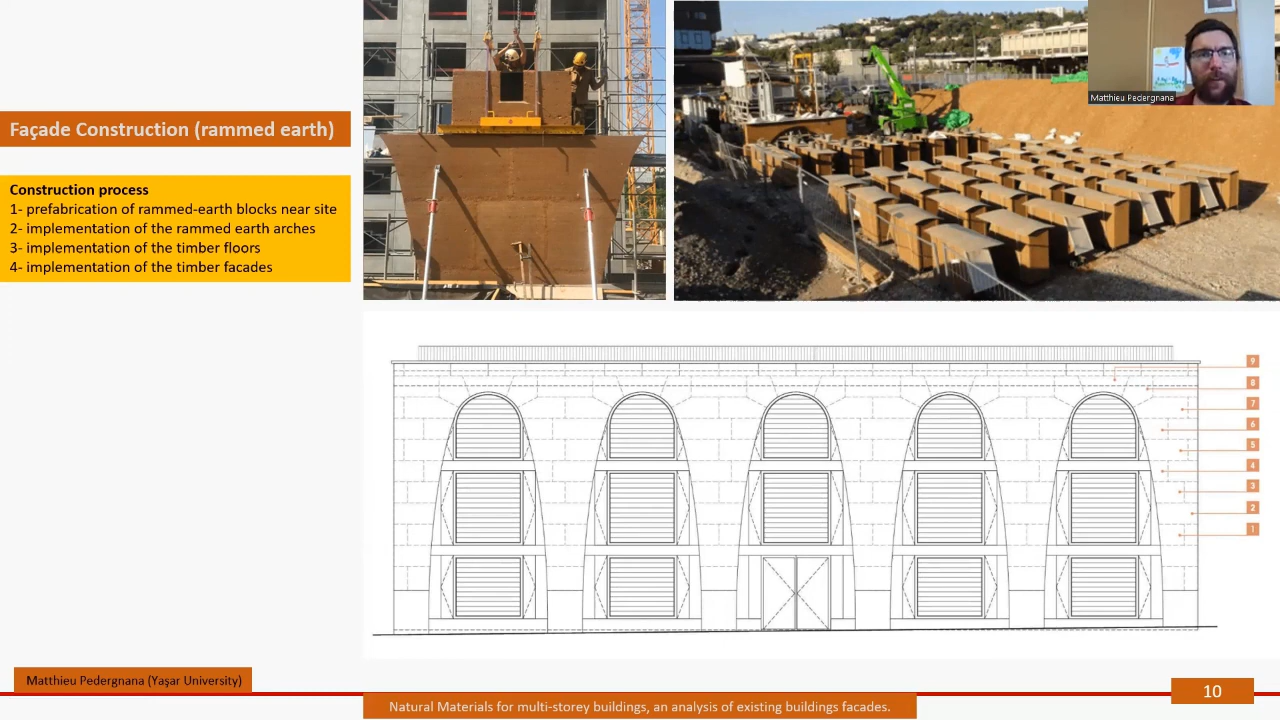 Matthieu Pedergnana
Façade Construction (rammed earth)
Construction process
1- prefabrication of rammed-earth blocks near site
2- implementation of the rammed earth arches
3- implementation of the timber floors
4- implementation of the timber facades
9
8
7
6
5
4
3
2
1
Matthieu Pedergnana (Yaşar University)
10
Natural Materials for multi-storey buildings, an analysis of existing buildings facades.